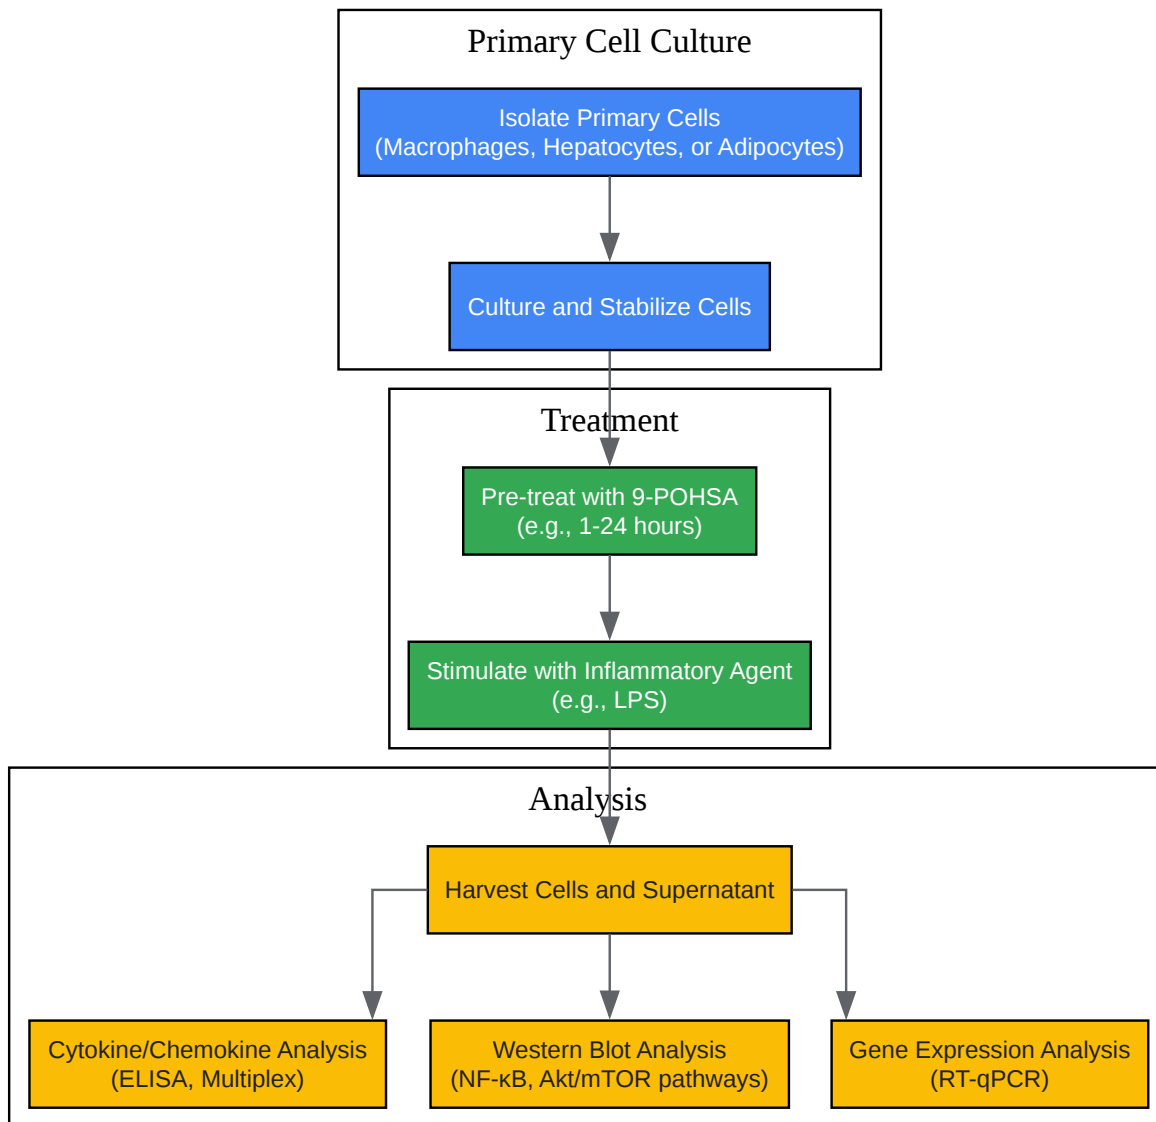 Primary Cell Culture
Isolate Primary Cells
(Macrophages, Hepatocytes, or Adipocytes)
Culture and Stabilize Cells
Treatment
Pre-treat with 9-POHSA
(e.g., 1-24 hours)
Stimulate with Inflammatory Agent
(e.g., LPS)
Analysis
Harvest Cells and Supernatant
Cytokine/Chemokine Analysis
(ELISA, Multiplex)
Western Blot Analysis
(NF-κB, Akt/mTOR pathways)
Gene Expression Analysis
(RT-qPCR)